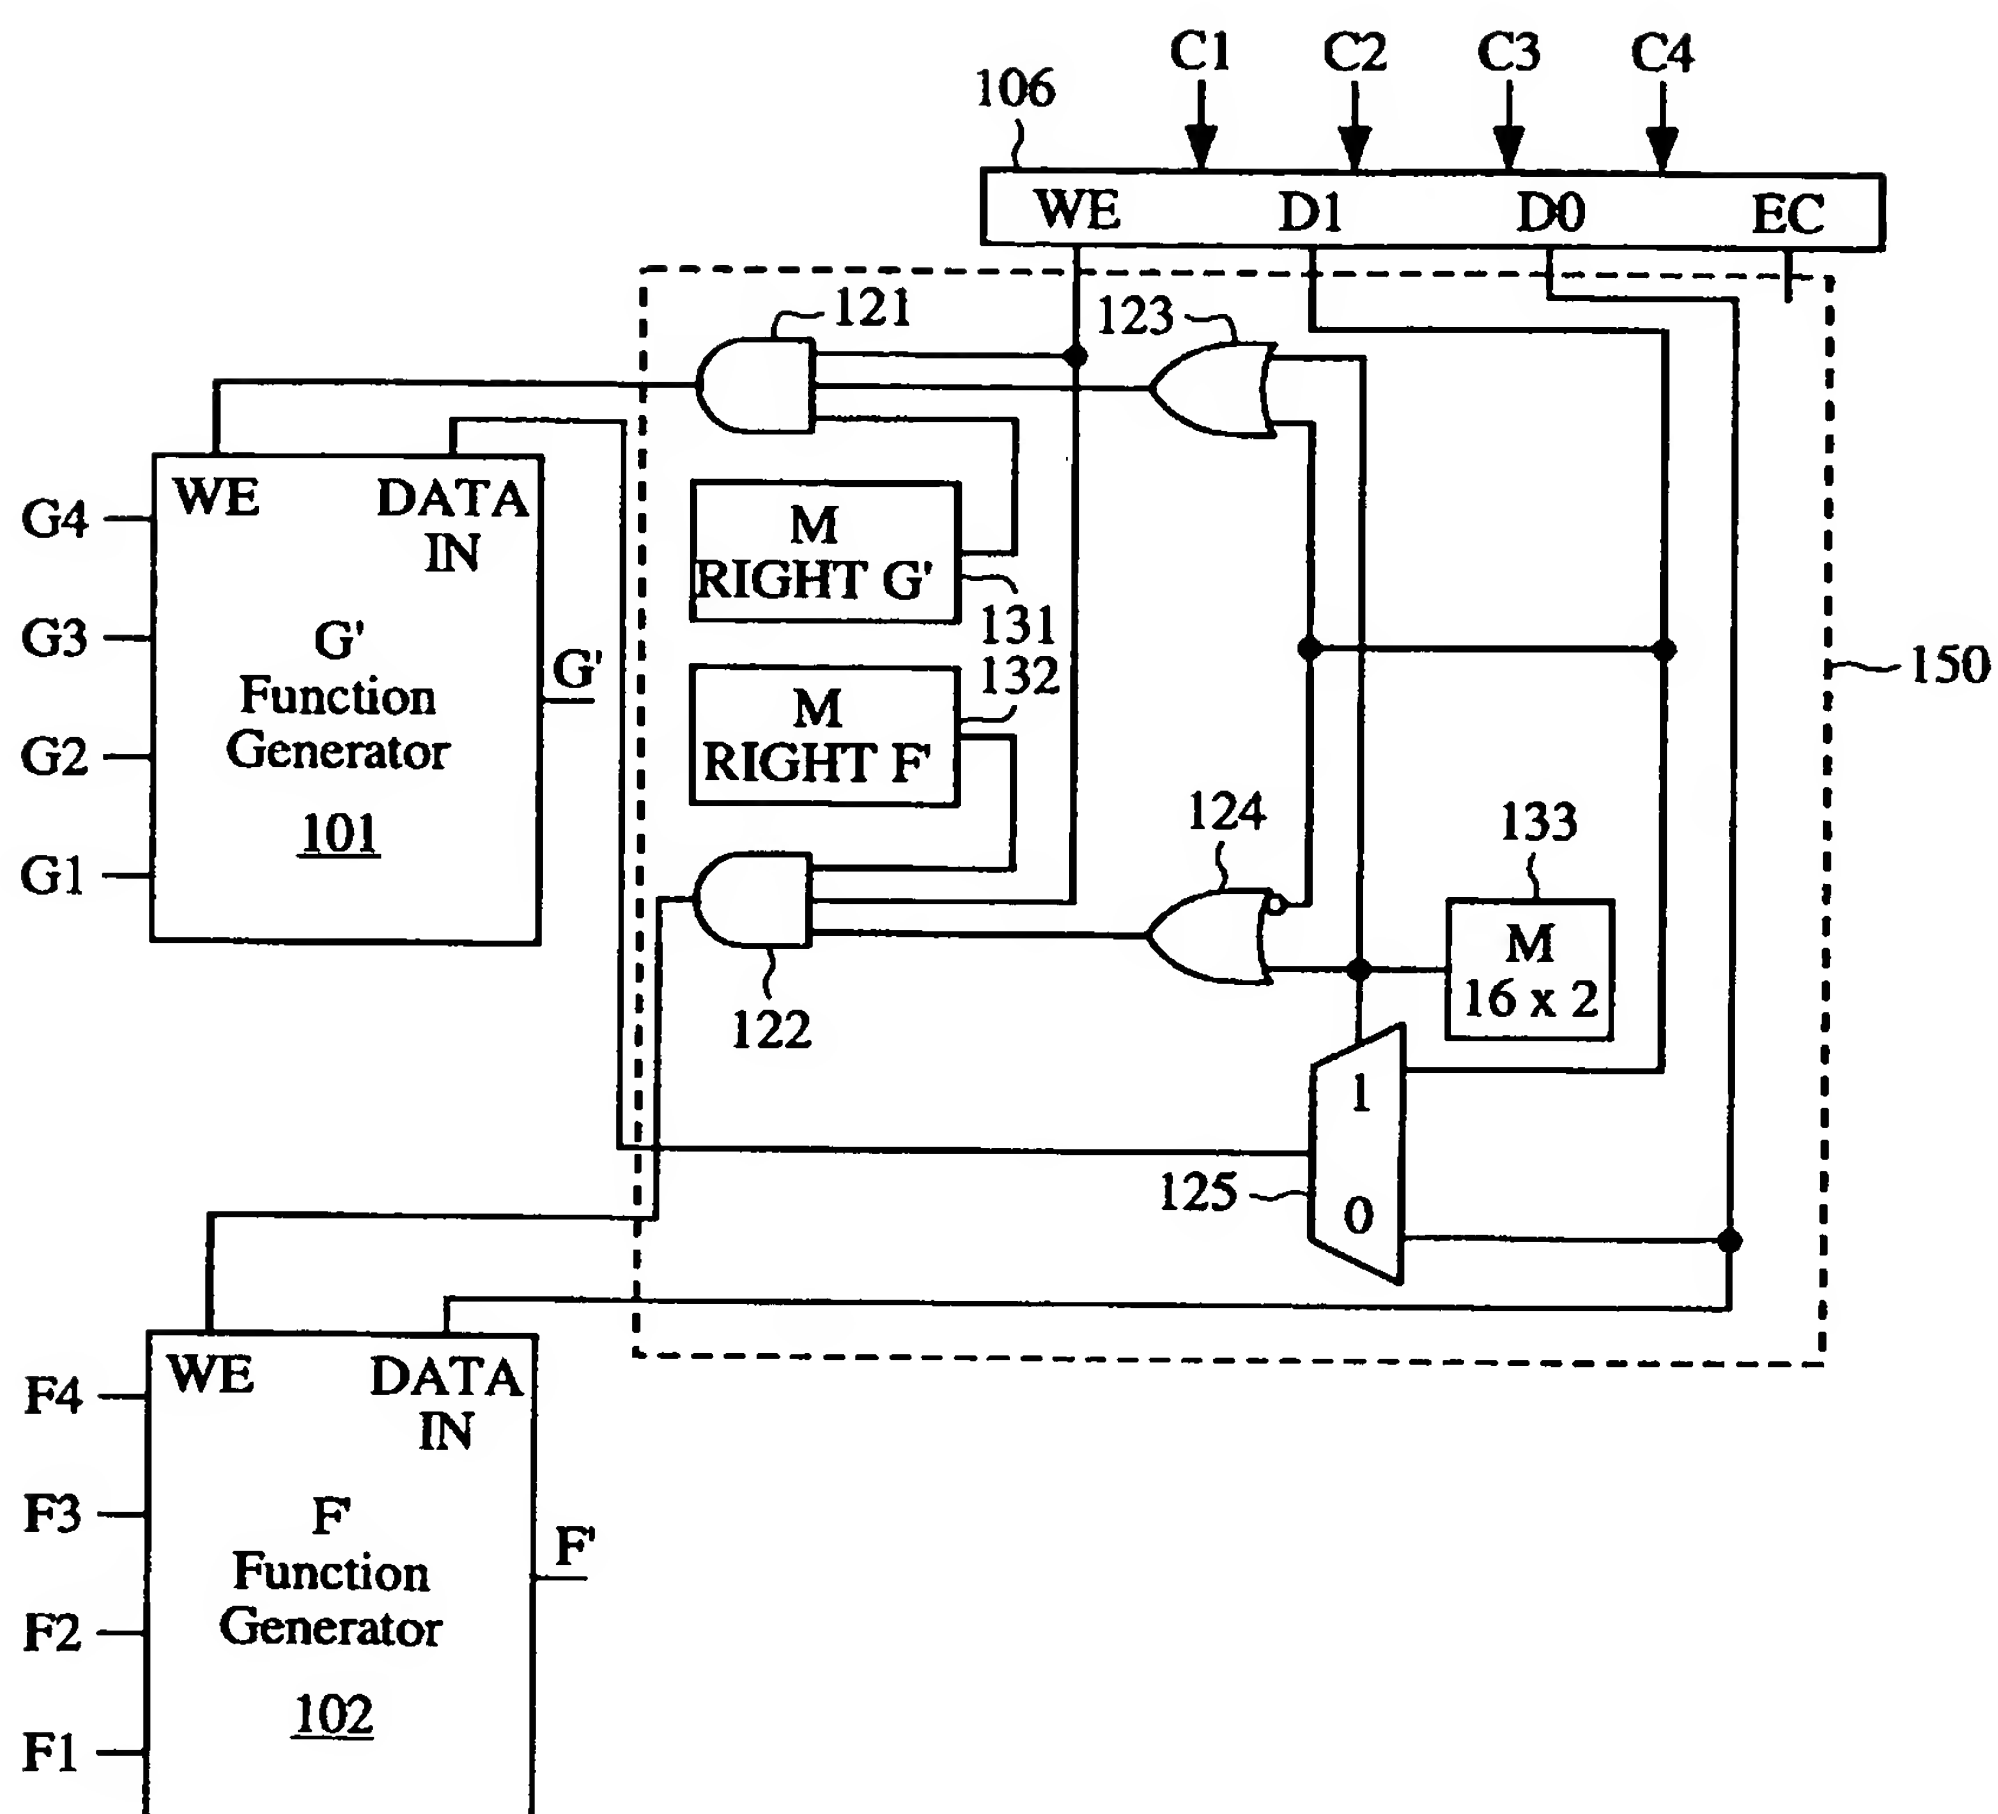 C1 C2 C3 C4
106
WE D1 D0 EC
121
123
WE DATA
IN
G4
G3
G2
G1
G'
Function
Generator
101
G'
M
RIGHT G'
131
132
M
RIGHT F'
150
124
133
M
16 x 2
122
1
125
0
WE DATA
IN
F4
F3
F2
F1
F'
Function
Generator
102
F'